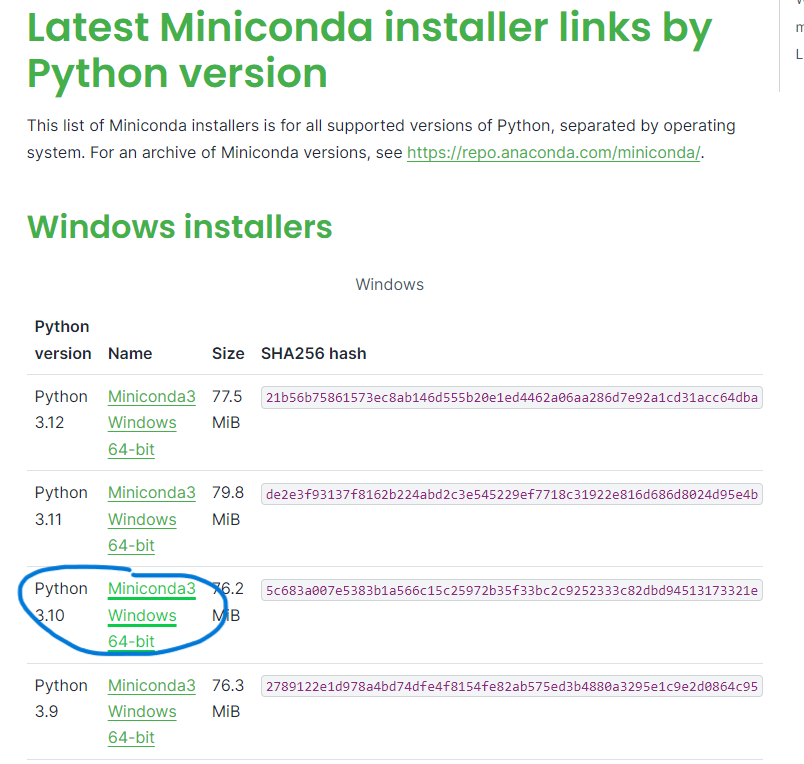 Latest Miniconda installer links by
Python version
This list of Miniconda installers is for all supported versions of Python, separated by operating
system. For an archive of Miniconda versions, see https://repo.anaconda.com/miniconda/.
Windows installers
Windows
Python
version Name Size SHA256 hash
Python Miniconda3 77.5 21b56b75861573ec8ab146d555b20e1ed4462a06aa286d7e92a1cd31acc64dba
3.12 Windows MiB
64-bit
Python Miniconda3 79.8 de2e3f93137f8162b224abd2c3e545229ef7718c31922e816d686d8024d95e4b
3.11 Windows MiB
64-bit
Python Miniconda3 76.2 5c683a007e5383b1a566c15c25972b35f33bc2c9252333c82dbd94513173321e
3.10 Windows MiB
64-bit
Python Miniconda3 76.3 2789122e1d978a4bd74dfe4f8154fe82ab575ed3b4880a3295e1c9e2d0864c95
3.9 Windows MiB
64-bit